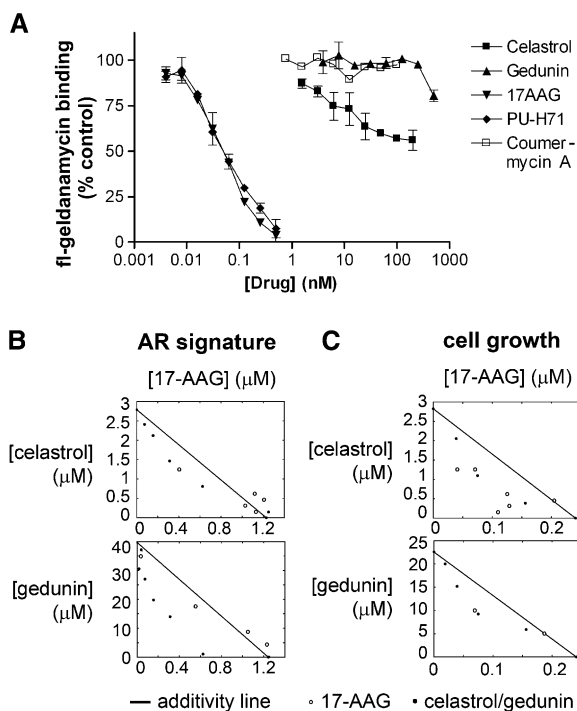 A
fl-geldanamycin binding
(% control)
100
75
50
25
0
0.001 0.01 0.1 1 10 100 1000
[Drug] (nM)
Celastrol
Gedunin
17AAG
PU-H71
Coumer-
mycin A
B AR signature
[17-AAG] (μM)
[celastrol]
(μM)
3
2.5
2
1.5
1
0.5
0
0 0.4 0.8 1.2
[gedunin]
(μM)
40
30
20
10
0
0 0.4 0.8 1.2
C cell growth
[17-AAG] (μM)
[celastrol]
(μM)
3
2.5
2
1.5
1
0.5
0
0 0.1 0.2
[gedunin]
(μM)
25
20
15
10
5
0
0 0.1 0.2
additivity line 17-AAG celastrol/gedunin